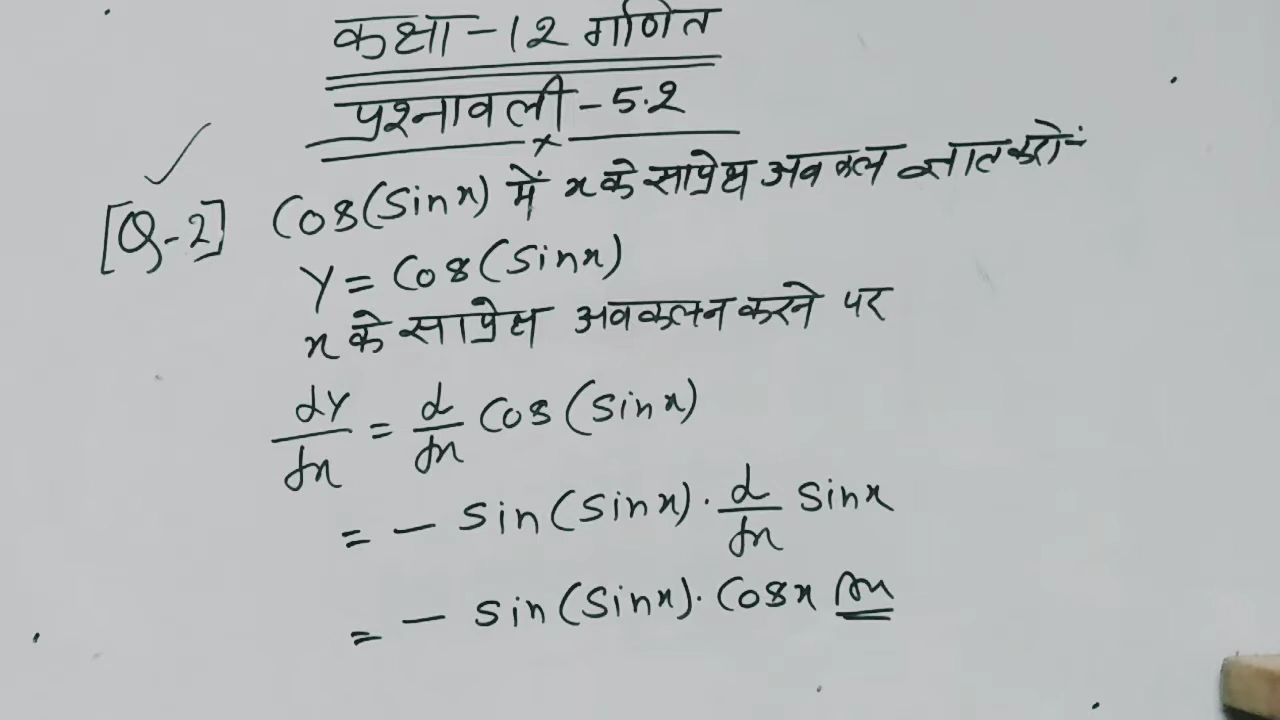 कक्षा-12 गणित
प्रश्नावली-5.2
[Q-2] Cos(Sinx) में x के सापेक्ष अवकल ज्ञात करो-
Y = Cos(Sinx)
x के सापेक्ष अवकलन करने पर
dY/dx = d/dx Cos(Sinx)
= - Sin(Sinx)· d/dx Sinx
= - Sin(Sinx)· Cosx Ans